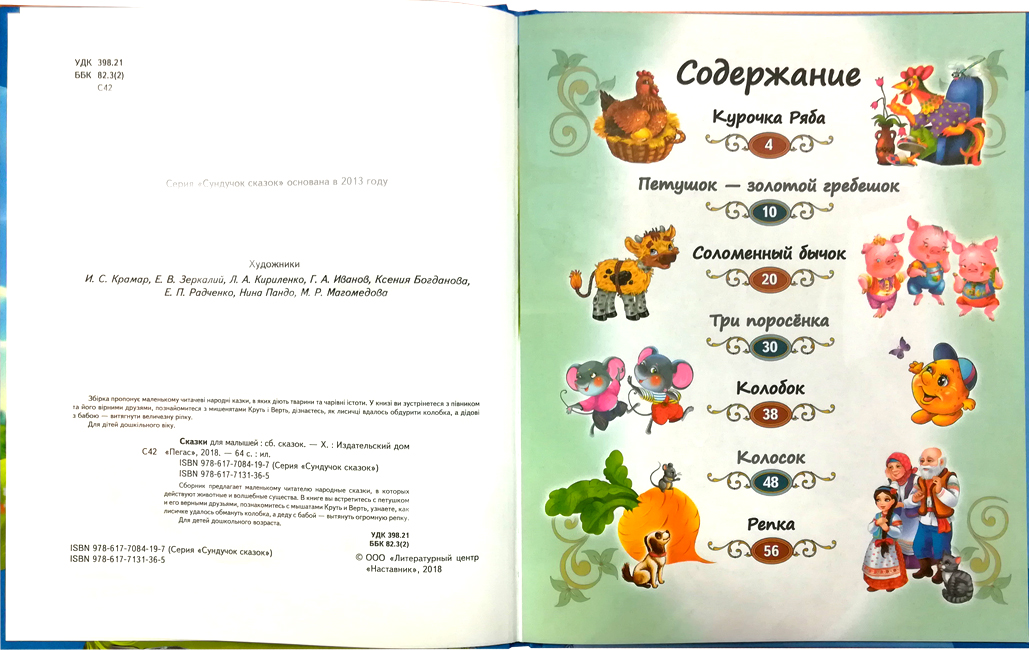 УДК 398.21
ББК 82.3(2)
С42
Серия «Сундучок сказок» основана в 2013 году
Художники
И. С. Крамар, Е. В. Зеркалий, Л. А. Кириленко, Г. А. Иванов, Ксения Богданова,
Е. П. Радченко, Нина Пандо, М. Р. Магомедова
Збірка пропонує маленькому читачеві народні казки, в яких діють тварини та чарівні істоти. У книзі ви зустрінетеся з півником
та його вірними друзями, познайомитеся з мишенятами Круть і Верть, дізнаєтесь, як лисичці вдалось обдурити колобка, а дідові
з бабою — витягнути величезну ріпку.
Для дітей дошкільного віку.
Сказки для малышей : сб. сказок. — Х. : Издательский дом
С42 «Пегас», 2018. — 64 с. : ил.
ISBN 978-617-7084-19-7 (Серия «Сундучок сказок»)
ISBN 978-617-7131-36-5
Сборник предлагает маленькому читателю народные сказки, в которых
действуют животные и волшебные существа. В книге вы встретитесь с петушком
и его верными друзьями, познакомитесь с мышатами Круть и Верть, узнаете, как
лисичке удалось обмануть колобка, а деду с бабой — вытянуть огромную репку.
Для детей дошкольного возраста.
УДК 398.21
ББК 82.3(2)
ISBN 978-617-7084-19-7 (Серия «Сундучок сказок»)
ISBN 978-617-7131-36-5
© ООО «Литературный центр
«Наставник», 2018
Содержание
Курочка Ряба
4
Петушок — золотой гребешок
10
Соломенный бычок
20
Три поросёнка
30
Колобок
38
Колосок
48
Репка
56